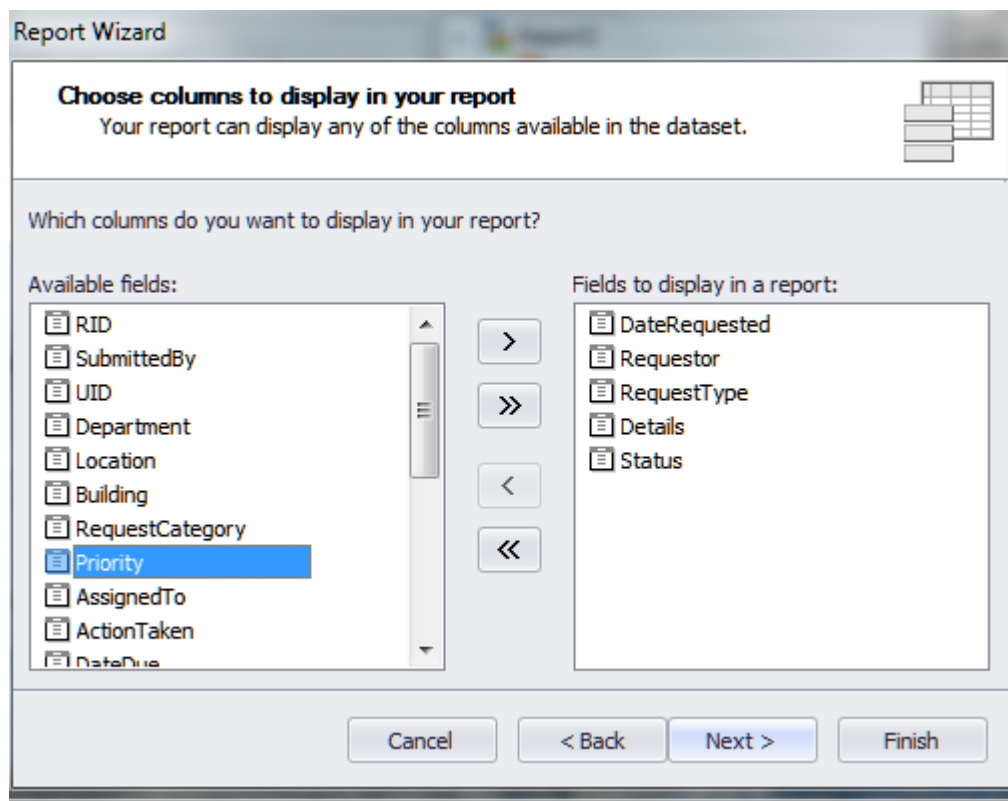 Report Wizard
Choose columns to display in your report
Your report can display any of the columns available in the dataset.
Which columns do you want to display in your report?
Available fields:
RID
SubmittedBy
UID
Department
Location
Building
RequestCategory
Priority
AssignedTo
ActionTaken
DateDue
>
>>
<
<<
Fields to display in a report:
DateRequested
Requestor
RequestType
Details
Status
Cancel
< Back
Next >
Finish